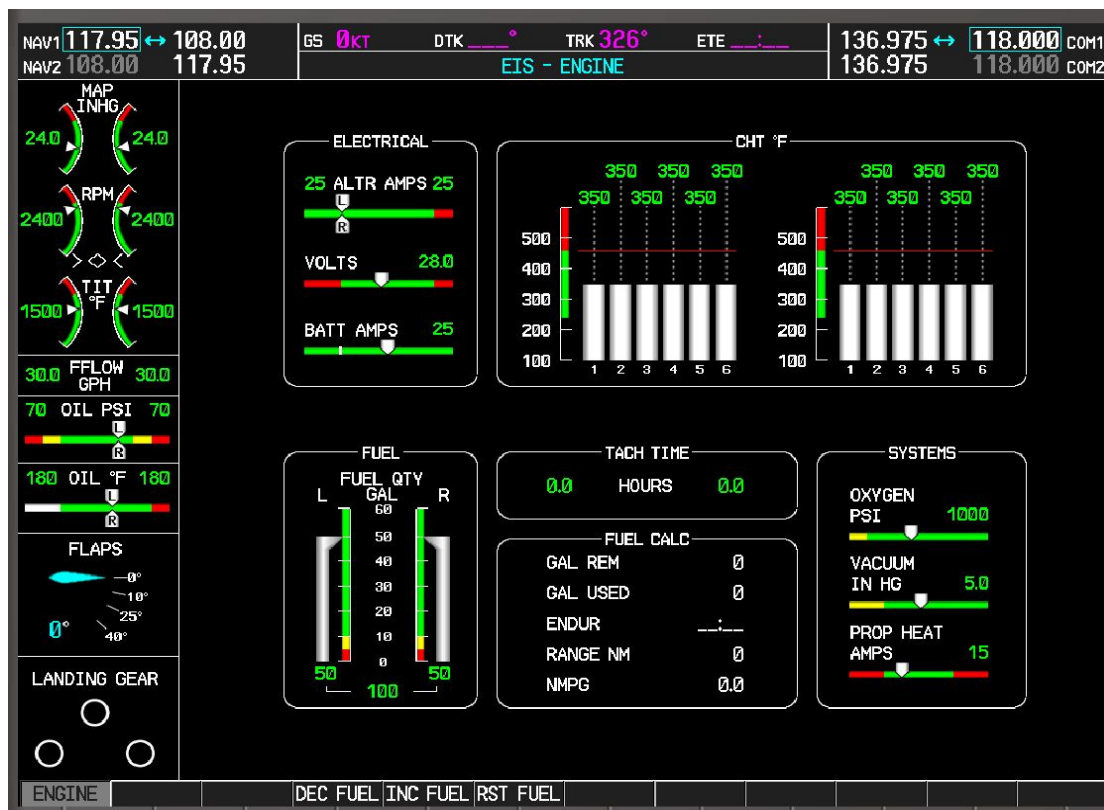 NAV1 117.95 ↔ 108.00 GS 0KT DTK ___° TRK 326° ETE __:__ 136.975 ↔ 118.000 COM1
NAV2 108.00 117.95 EIS - ENGINE 136.975 118.000 COM2
MAP
INHG
24.0 24.0
RPM
2400 2400
TIT
°F
1500 1500
30.0 FFLOW 30.0
GPH
70 OIL PSI 70
L
R
180 OIL °F 180
L
R
FLAPS
0°
10°
25°
40°
0°
LANDING GEAR
ELECTRICAL
25 ALTR AMPS 25
L
R
VOLTS 28.0
BATT AMPS 25
CHT °F
350 350 350 350 350 350
350 350 350 350 350 350
500 500
400 400
300 300
200 200
100 100
1 2 3 4 5 6 1 2 3 4 5 6
FUEL
FUEL QTY
L GAL R
60
50
40
30
20
10
0
50 50
100
TACH TIME
0.0 HOURS 0.0
FUEL CALC
GAL REM 0
GAL USED 0
ENDUR __:__
RANGE NM 0
NMPG 0.0
SYSTEMS
OXYGEN
PSI 1000
VACUUM
IN HG 5.0
PROP HEAT
AMPS 15
ENGINE DEC FUEL INC FUEL RST FUEL